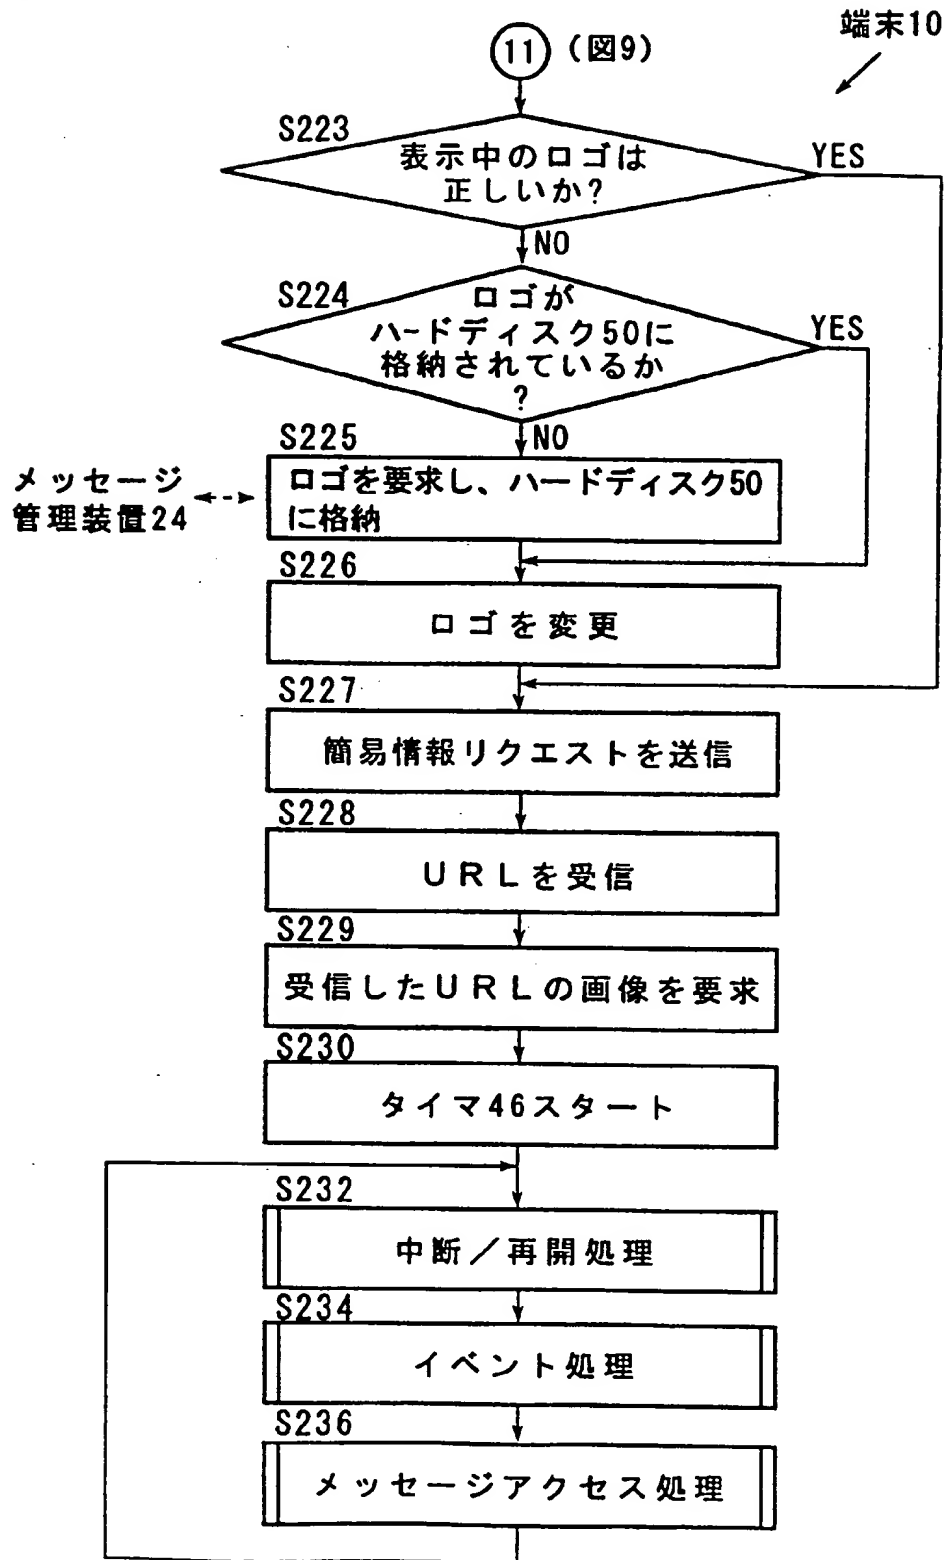 端末10
11 (図9)
S223
表示中のロゴは
正しいか?
YES
NO
S224
ロゴが
ハードディスク50に
格納されているか
?
YES
NO
S225
メッセージ
管理装置24
ロゴを要求し、ハードディスク50
に格納
S226
ロゴを変更
S227
簡易情報リクエストを送信
S228
URLを受信
S229
受信したURLの画像を要求
S230
タイマ46スタート
S232
中断/再開処理
S234
イベント処理
S236
メッセージアクセス処理